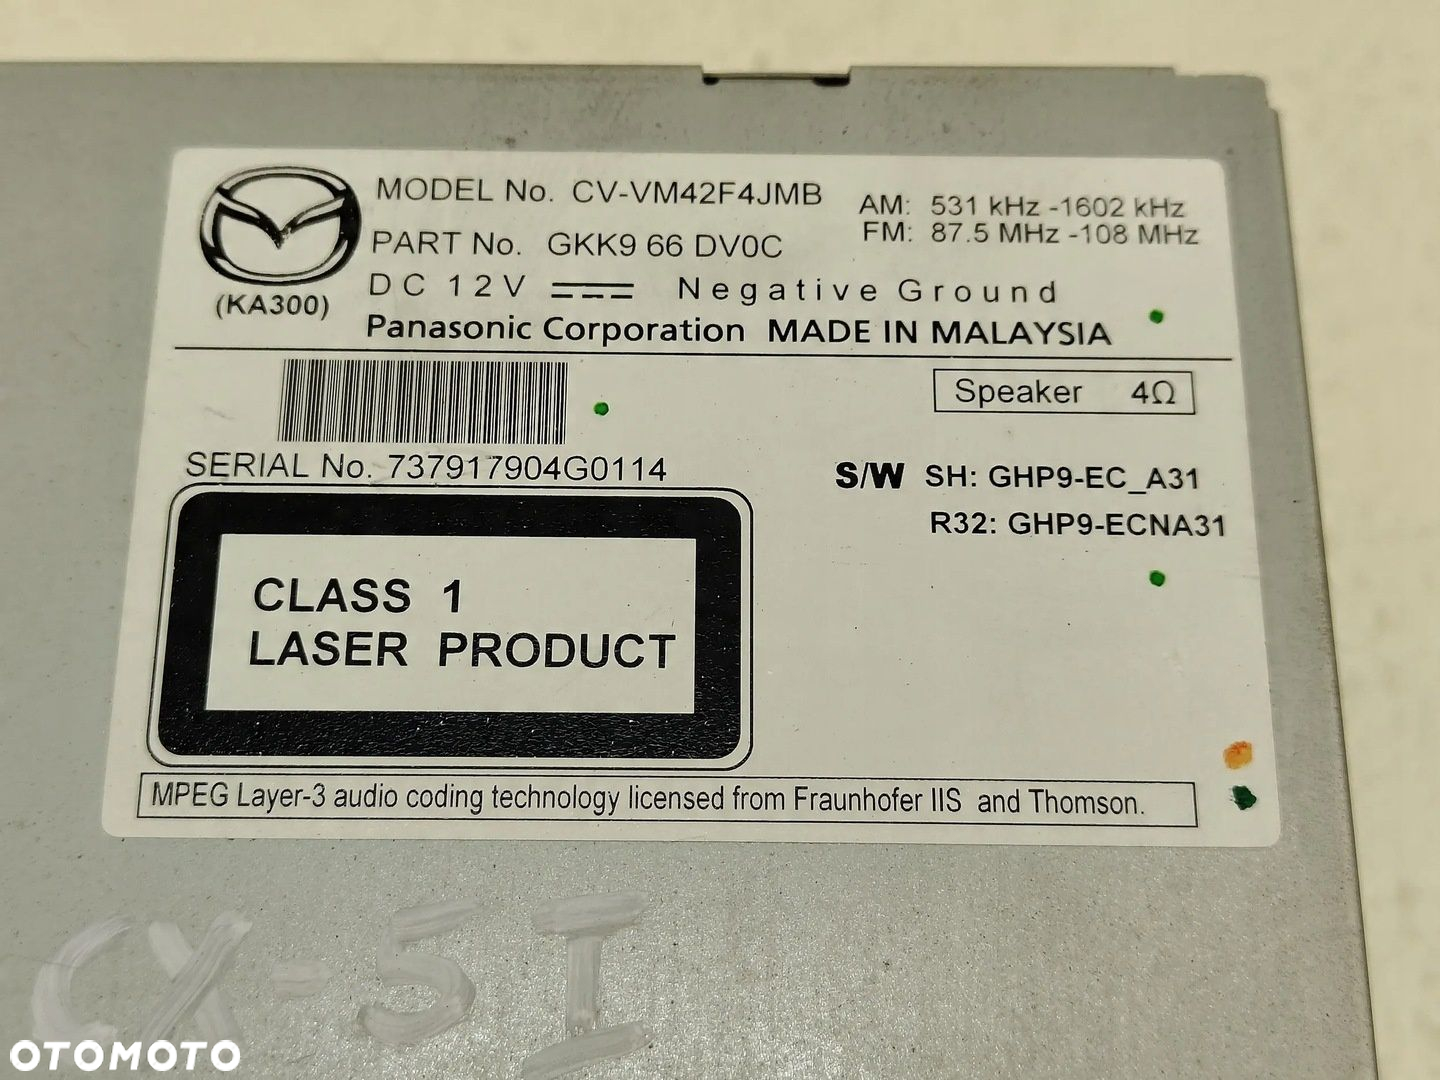 MODEL No. CV-VM42F4JMB
PART No. GKK9 66 DV0C
AM: 531 kHz -1602 kHz
FM: 87.5 MHz -108 MHz
(KA300)
DC 12V Negative Ground
Panasonic Corporation MADE IN MALAYSIA
Speaker 4Ω
SERIAL No. 737917904G0114
S/W SH: GHP9-EC_A31
R32: GHP9-ECNA31
CLASS 1
LASER PRODUCT
MPEG Layer-3 audio coding technology licensed from Fraunhofer IIS and Thomson.
CX-5 I
OTOMOTO